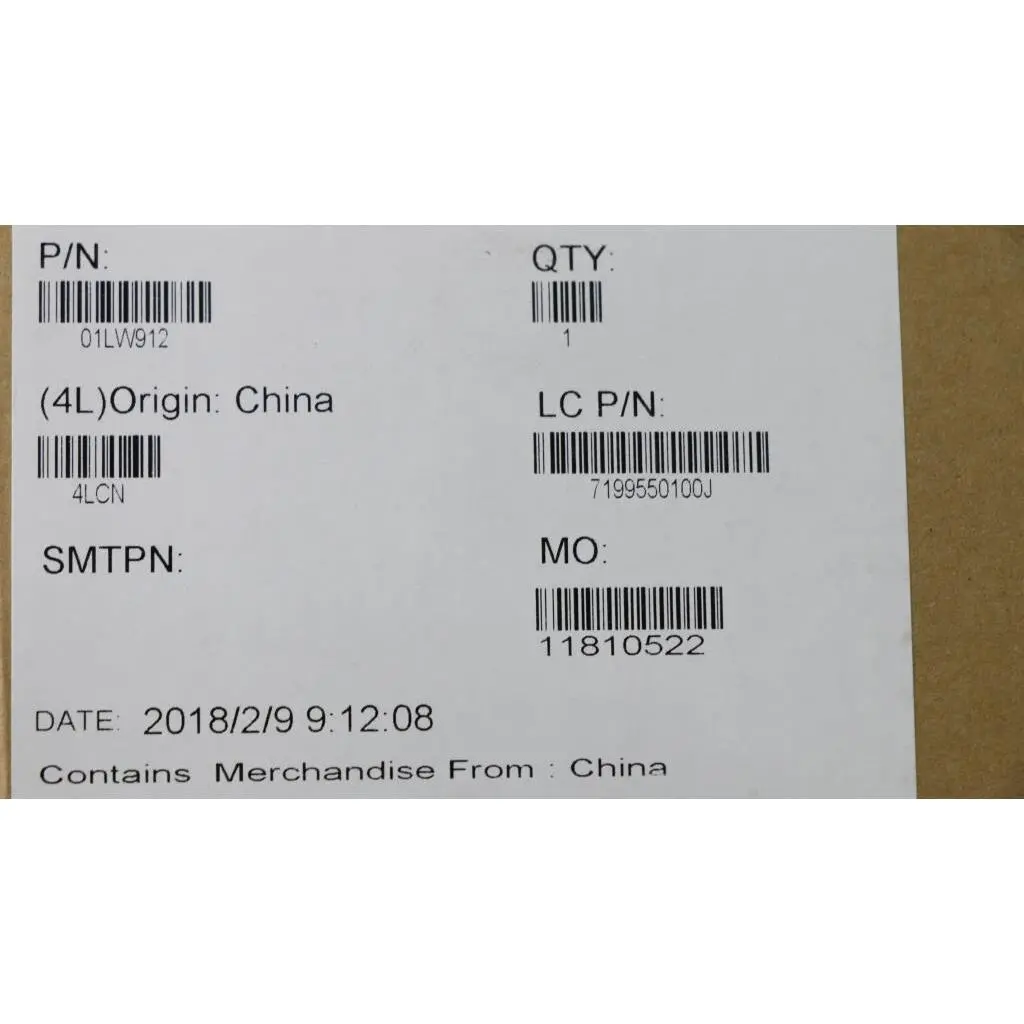 P/N:
01LW912
QTY:
1
(4L)Origin: China
4LCN
LC P/N:
7199550100J
SMTPN:
MO:
11810522
DATE: 2018/2/9 9:12:08
Contains Merchandise From : China